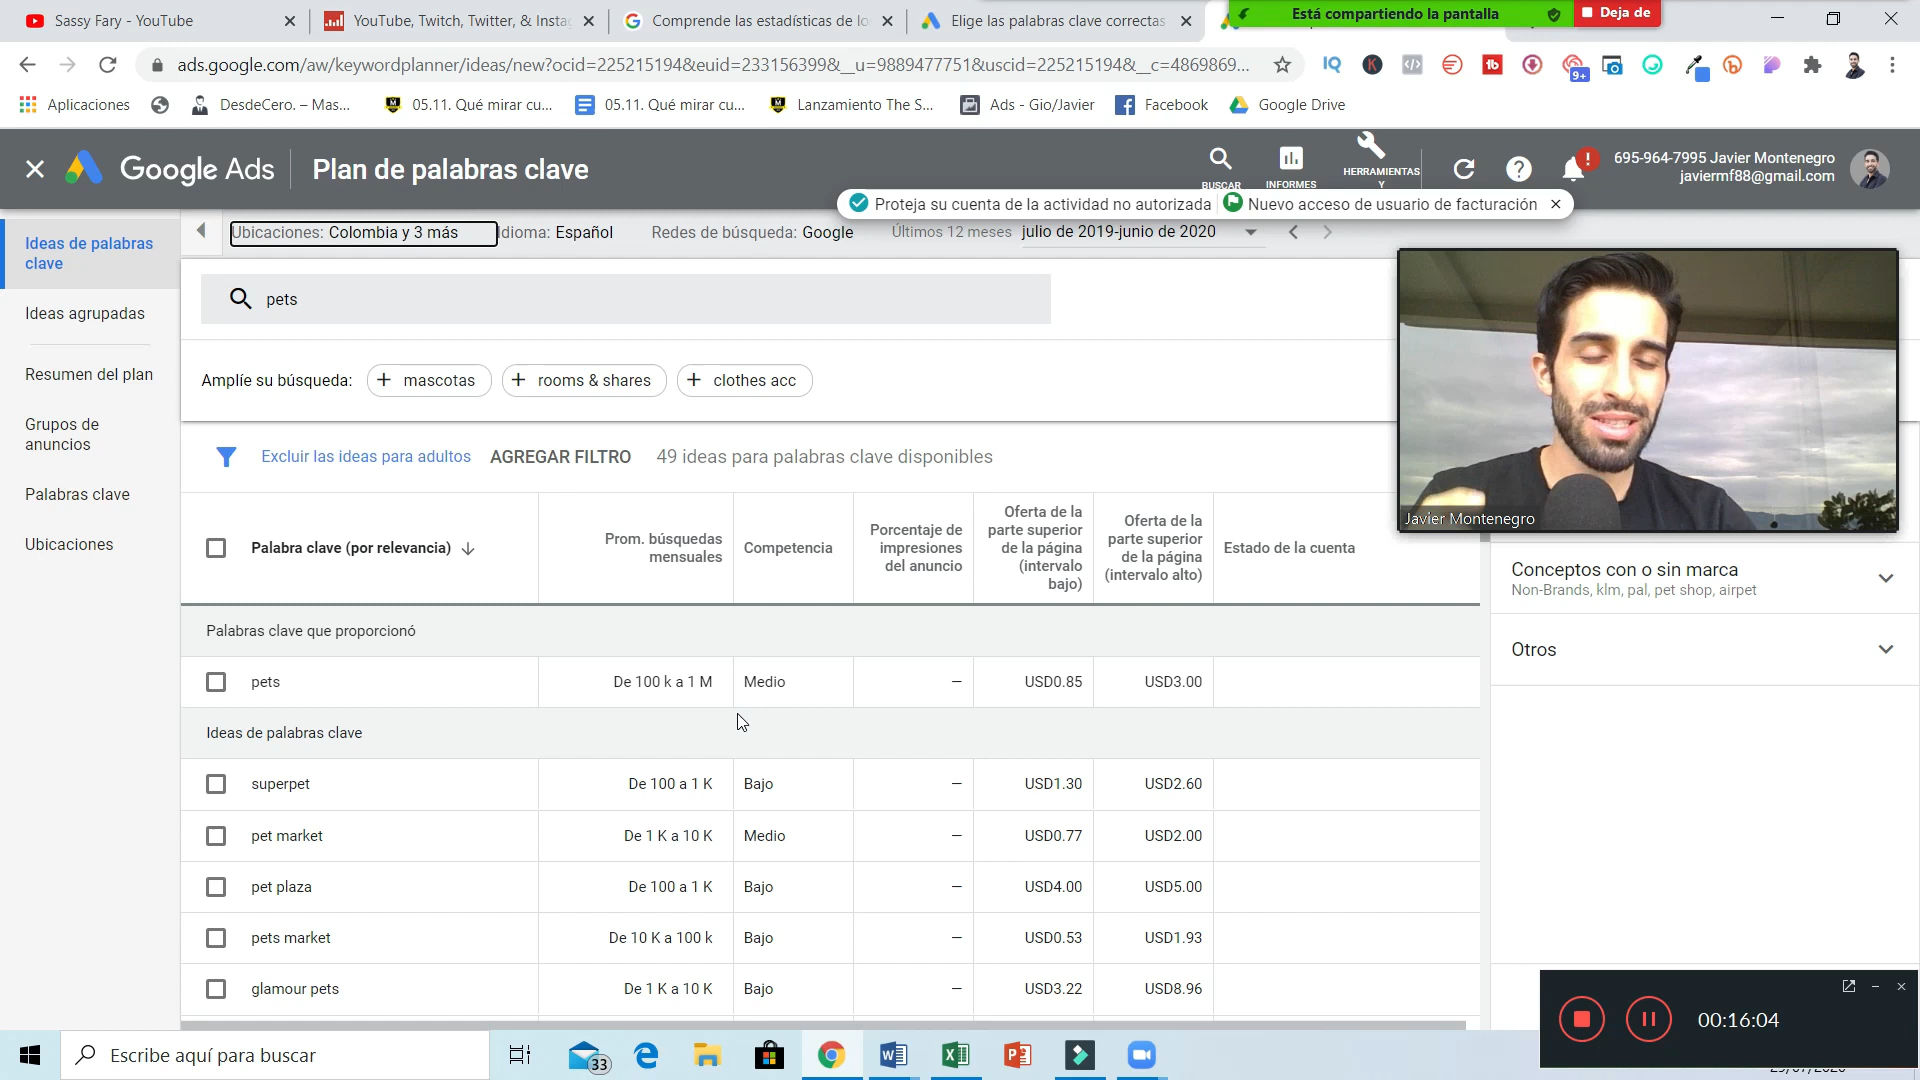 Sassy Fary - YouTube
YouTube, Twitch, Twitter, & Insta
Comprende las estadísticas de lo
Elige las palabras clave correctas
Está compartiendo la pantalla
Deja de
ads.google.com/aw/keywordplanner/ideas/new?ocid=225215194&euid=233156399&__u=9889477751&uscid=225215194&__c=4869869...
9+
Aplicaciones
DesdeCero. – Mas...
05.11. Qué mirar cu...
05.11. Qué mirar cu...
Lanzamiento The S...
Ads - Gio/Javier
Facebook
Google Drive
Google Ads
Plan de palabras clave
BUSCAR
INFORMES
HERRAMIENTAS
Y
695-964-7995 Javier Montenegro
javiermf88@gmail.com
Proteja su cuenta de la actividad no autorizada
Nuevo acceso de usuario de facturación
Ubicaciones: Colombia y 3 más
Idioma: Español
Redes de búsqueda: Google
Últimos 12 meses
julio de 2019-junio de 2020
Ideas de palabras
clave
Ideas agrupadas
Resumen del plan
Grupos de
anuncios
Palabras clave
Ubicaciones
pets
Amplíe su búsqueda:
mascotas
rooms & shares
clothes acc
Excluir las ideas para adultos
AGREGAR FILTRO
49 ideas para palabras clave disponibles
Javier Montenegro
Palabra clave (por relevancia)
Prom. búsquedas
mensuales
Competencia
Porcentaje de
impresiones
del anuncio
Oferta de la
parte superior
de la página
(intervalo
bajo)
Oferta de la
parte superior
de la página
(intervalo alto)
Estado de la cuenta
Palabras clave que proporcionó
pets De 100 k a 1 M Medio – USD0.85 USD3.00
Ideas de palabras clave
superpet De 100 a 1 K Bajo – USD1.30 USD2.60
pet market De 1 K a 10 K Medio – USD0.77 USD2.00
pet plaza De 100 a 1 K Bajo – USD4.00 USD5.00
pets market De 10 K a 100 k Bajo – USD0.53 USD1.93
glamour pets De 1 K a 10 K Bajo – USD3.22 USD8.96
Conceptos con o sin marca
Non-Brands, klm, pal, pet shop, airpet
Otros
00:16:04
Escribe aquí para buscar
33